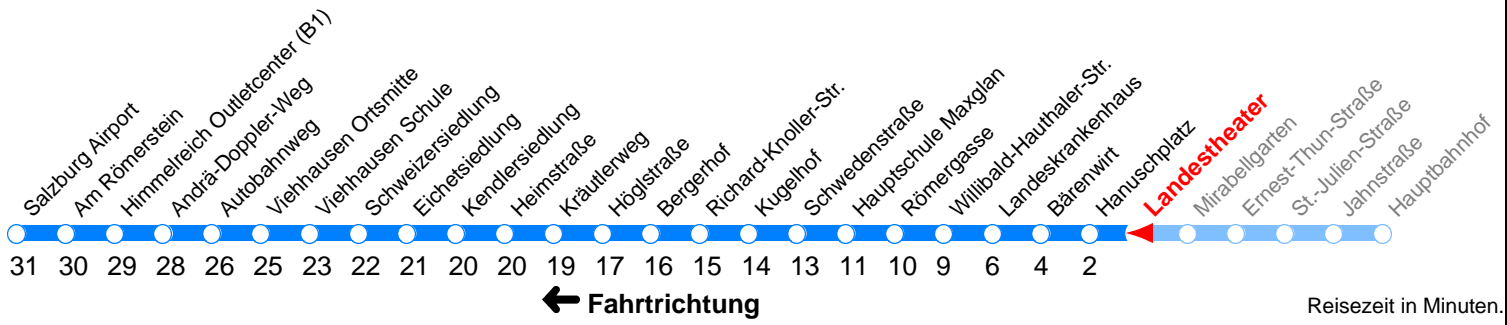 Salzburg Airport
Am Römerstein
Himmelreich Outletcenter (B1)
Andrä-Doppler-Weg
Autobahnweg
Viehhausen Ortsmitte
Viehhausen Schule
Schweizersiedlung
Eichetsiedlung
Kendlersiedlung
Heimstraße
Kräutlerweg
Höglstraße
Bergerhof
Richard-Knoller-Str.
Kugelhof
Schwedenstraße
Hauptschule Maxglan
Römergasse
Willibald-Hauthaler-Str.
Landeskrankenhaus
Bärenwirt
Hanuschplatz
Landestheater
Mirabellgarten
Ernest-Thun-Straße
St.-Julien-Straße
Jahnstraße
Hauptbahnhof
31 30 29 28 26 25 23 22 21 20 20 19 17 16 15 14 13 11 10 9 6 4 2
Fahrtrichtung
Reisezeit in Minuten.